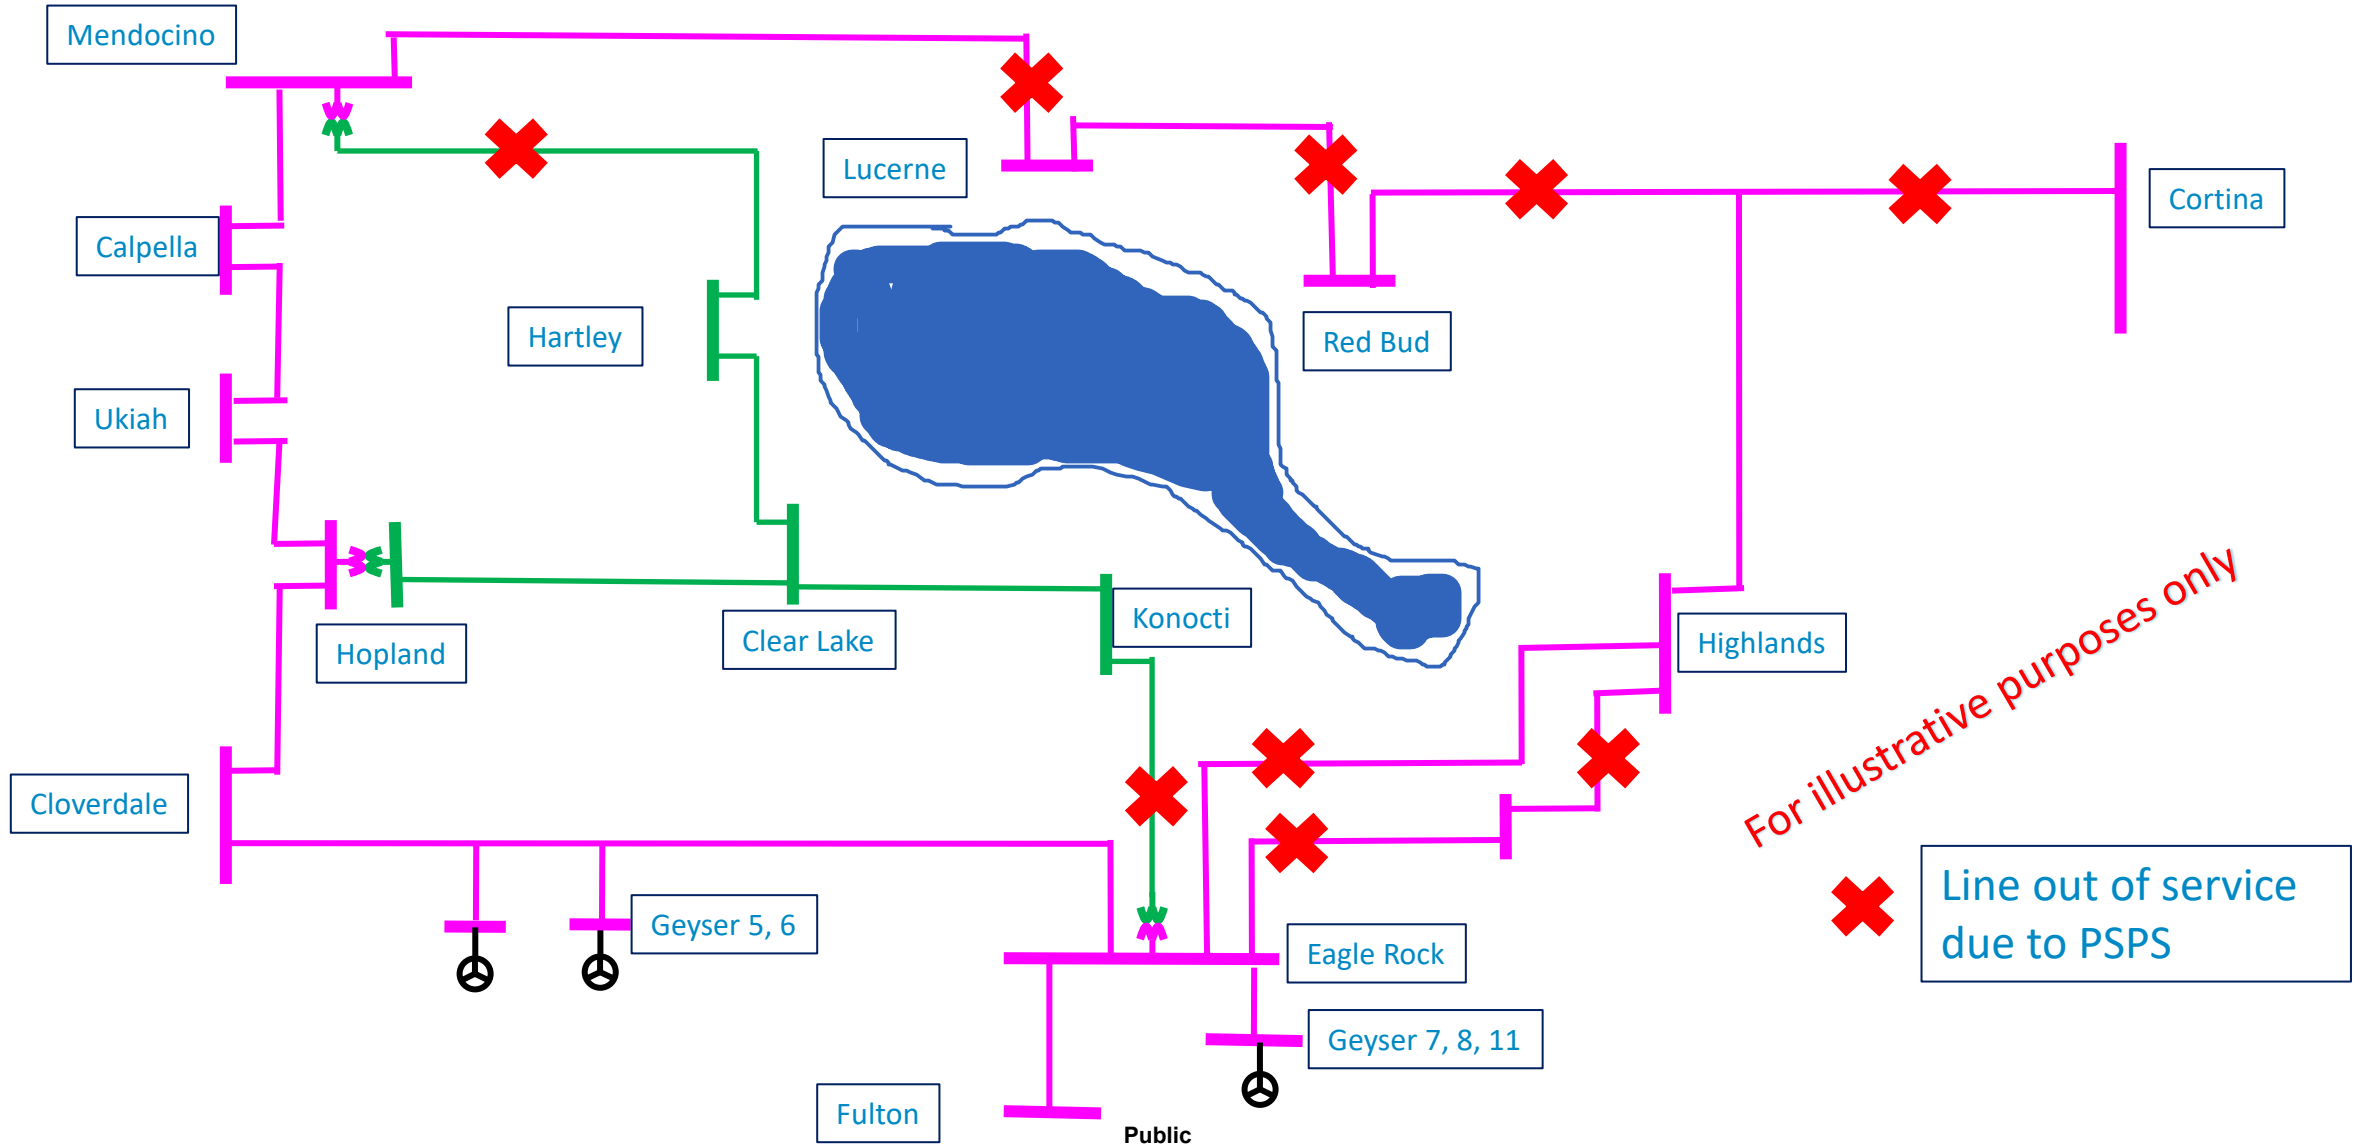 Mendocino
Lucerne
Cortina
Calpella
Hartley
Red Bud
Ukiah
Konocti
Clear Lake
Highlands
Hopland
For illustrative purposes only
Cloverdale
Line out of service
due to PSPS
Geyser 5, 6
Eagle Rock
Geyser 7, 8, 11
Fulton
Public